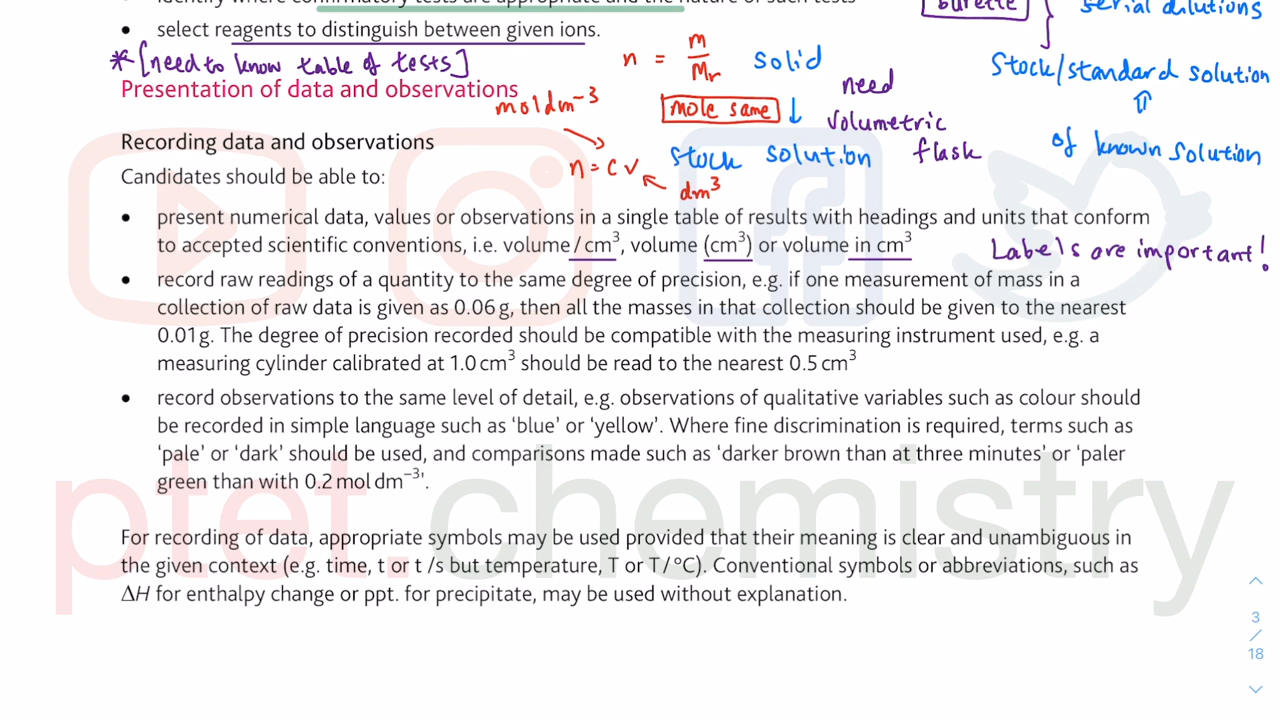 identify where confirmatory tests are appropriate and the nature of such tests
burette } serial dilutions
• select reagents to distinguish between given ions.
* [need to know table of tests]
n = m / Mr solid
Stock/standard solution
⇑
of known solution
Presentation of data and observations
mol dm⁻³
mole same ↓
need
volumetric
flask
stock solution
n = c v
dm³
Recording data and observations
Candidates should be able to:
• present numerical data, values or observations in a single table of results with headings and units that conform
to accepted scientific conventions, i.e. volume / cm³, volume (cm³) or volume in cm³
Labels are important!
• record raw readings of a quantity to the same degree of precision, e.g. if one measurement of mass in a
collection of raw data is given as 0.06 g, then all the masses in that collection should be given to the nearest
0.01 g. The degree of precision recorded should be compatible with the measuring instrument used, e.g. a
measuring cylinder calibrated at 1.0 cm³ should be read to the nearest 0.5 cm³
• record observations to the same level of detail, e.g. observations of qualitative variables such as colour should
be recorded in simple language such as ‘blue’ or ‘yellow’. Where fine discrimination is required, terms such as
‘pale’ or ‘dark’ should be used, and comparisons made such as ‘darker brown than at three minutes’ or ‘paler
green than with 0.2 mol dm⁻³’.
ptet.chemistry
For recording of data, appropriate symbols may be used provided that their meaning is clear and unambiguous in
the given context (e.g. time, t or t /s but temperature, T or T / °C). Conventional symbols or abbreviations, such as
ΔH for enthalpy change or ppt. for precipitate, may be used without explanation.
3
/
18